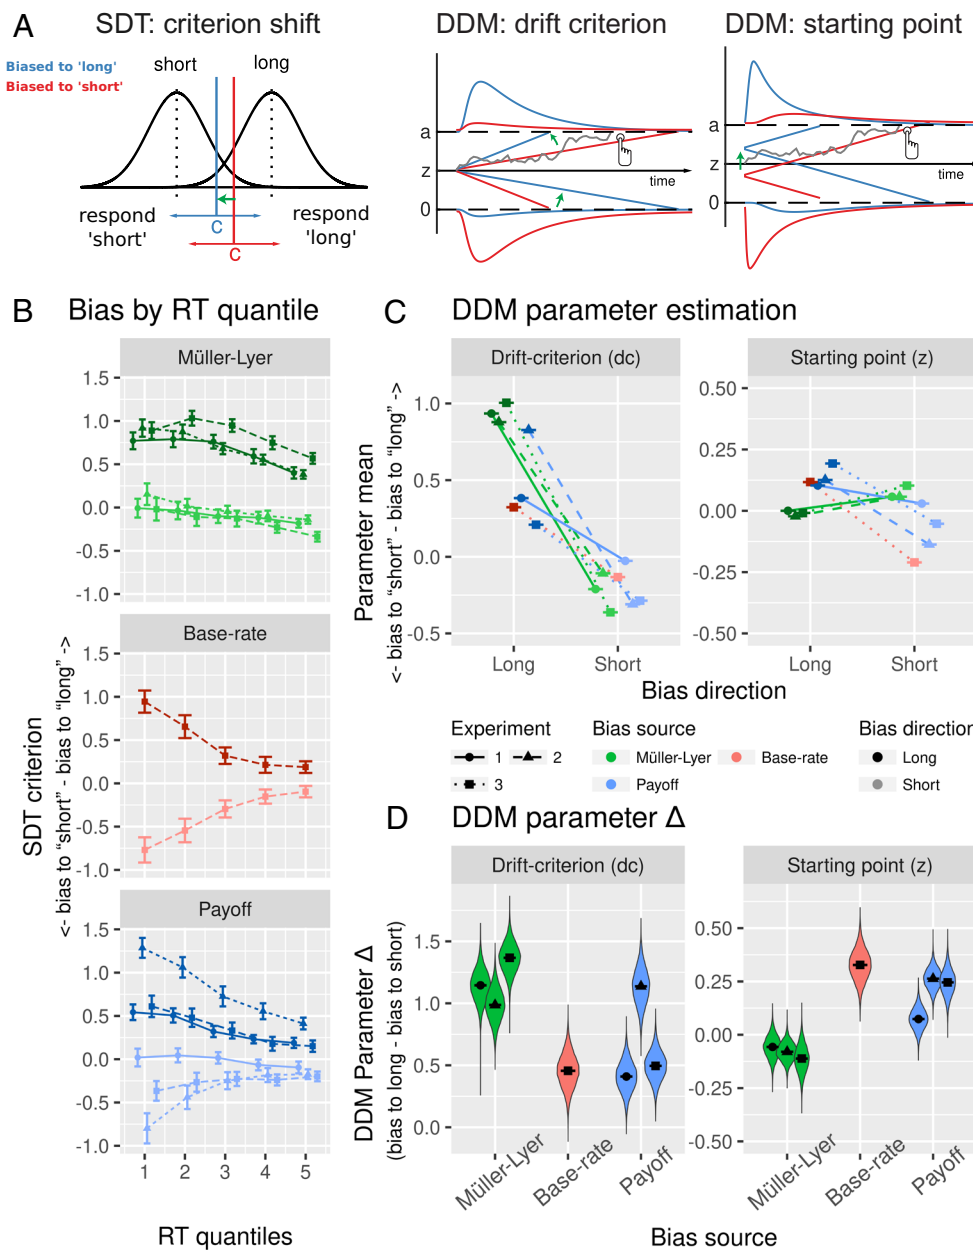 A
SDT: criterion shift
DDM: drift criterion
DDM: starting point
Biased to 'long'
Biased to 'short'
short
long
respond
'short'
respond
'long'
C
C
a
z
0
time
a
z
0
time
B
Bias by RT quantile
Müller-Lyer
1.5
1.0
0.5
0.0
-0.5
-1.0
Base-rate
1.5
1.0
0.5
0.0
-0.5
-1.0
Payoff
1.5
1.0
0.5
0.0
-0.5
-1.0
1 2 3 4 5
RT quantiles
SDT criterion
<- bias to “short” - bias to “long” ->
C
DDM parameter estimation
Drift-criterion (dc)
Starting point (z)
1.0
0.5
0.0
-0.5
0.50
0.25
0.00
-0.25
-0.50
Long Short
Long Short
Bias direction
Parameter mean
<- bias to “short” - bias to “long” ->
Experiment
1 2
3
Bias source
Müller-Lyer Base-rate
Payoff
Bias direction
Long
Short
D
DDM parameter Δ
Drift-criterion (dc)
Starting point (z)
1.5
1.0
0.5
0.0
0.50
0.25
0.00
-0.25
-0.50
Müller-Lyer Base-rate Payoff
Müller-Lyer Base-rate Payoff
Bias source
DDM Parameter Δ
(bias to long - bias to short)